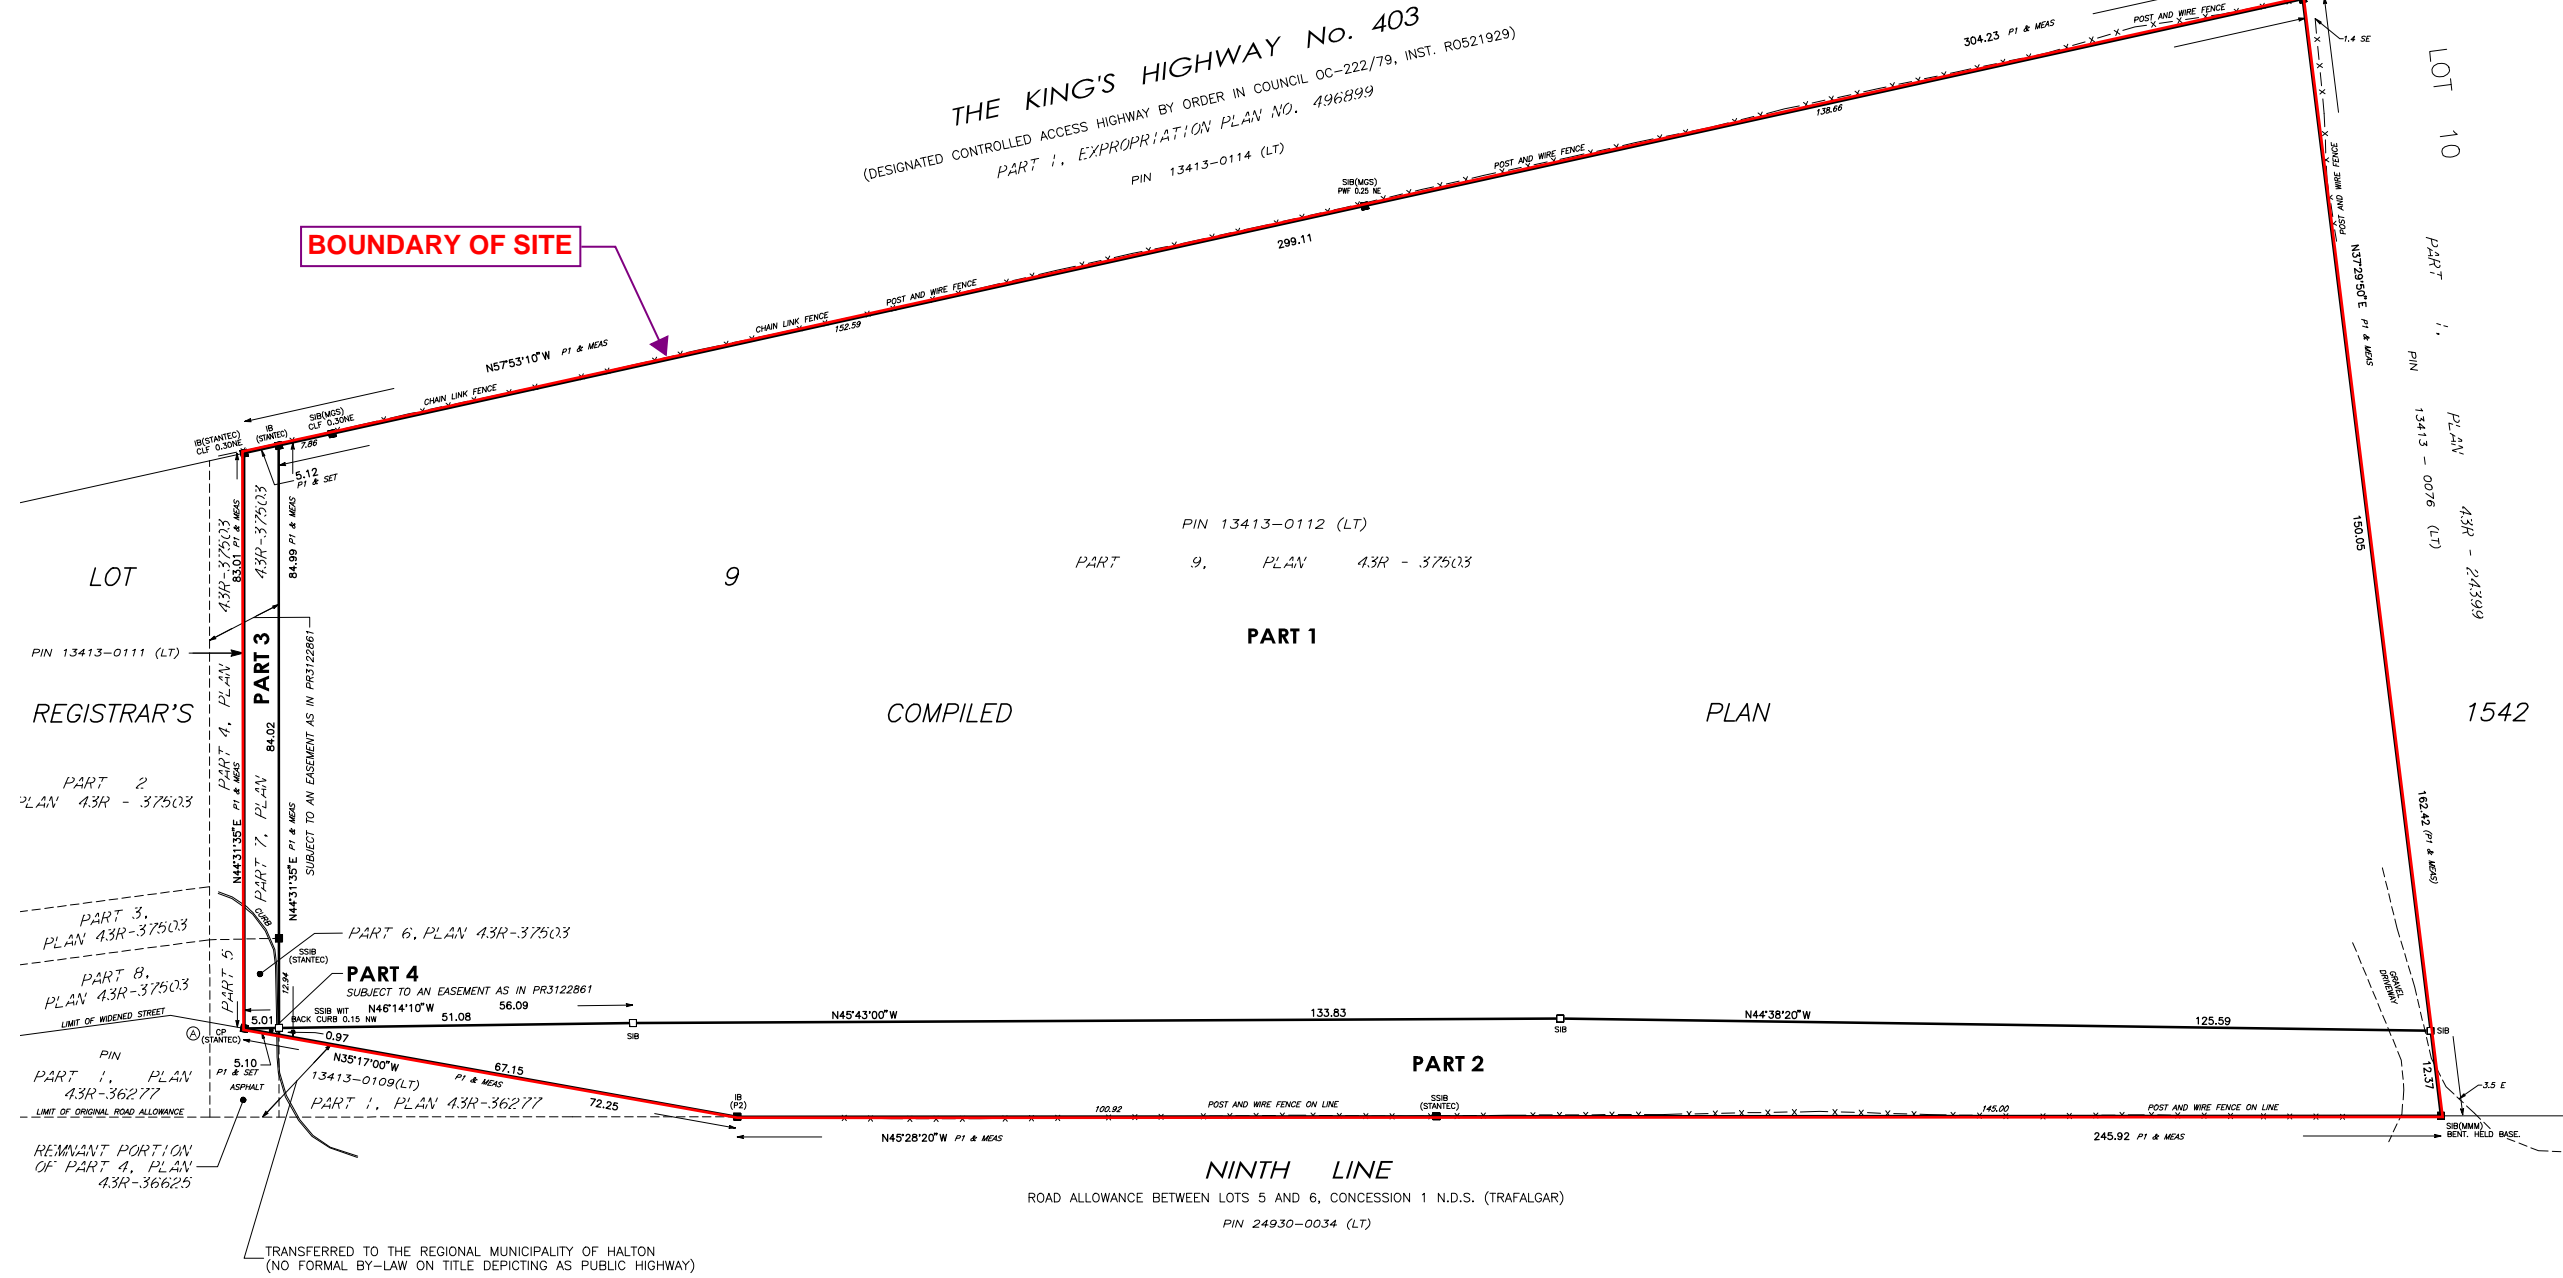 THE KING'S HIGHWAY No. 403
(DESIGNATED CONTROLLED ACCESS HIGHWAY BY ORDER IN COUNCIL OC-222/79, INST. RO521929)
PART 1, EXPROPRIATION PLAN NO. 496899
PIN 13413-0114 (LT)
304.23 P1 & MEAS
POST AND WIRE FENCE
1.4 SE
138.66
POST AND WIRE FENCE
SIB(MGS)
PWF 0.25 NE
299.11
BOUNDARY OF SITE
POST AND WIRE FENCE
CHAIN LINK FENCE
152.59
N57°53'10"W P1 & MEAS
CHAIN LINK FENCE
SIB(MGS)
CLF 0.30NE
IB
(STANTEC)
IB(STANTEC)
CLF 0.30NE
7.86
5.12
P1 & SET
LOT 10
PART 1, PLAN 43R - 24399
PIN 13413 - 0076 (LT)
POST AND WIRE FENCE
N37°29'50"E P1 & MEAS
150.05
162.42 (P1 & MEAS)
83.01 P1 & MEAS
N44°31'35"E P1 & MEAS
PART 4, PLAN 43R-37503
PART 7, PLAN 43R-37503
PART 3
84.99 P1 & MEAS
84.02
N44°31'35"E P1 & MEAS
SUBJECT TO AN EASEMENT AS IN PR3122861
PIN 13413-0112 (LT)
PART 9, PLAN 43R - 37503
LOT 9
PART 1
PIN 13413-0111 (LT)
REGISTRAR'S COMPILED PLAN 1542
PART 2
PLAN 43R - 37503
CURB
PART 3,
PLAN 43R-37503
PART 6, PLAN 43R-37503
SSIB
(STANTEC)
PART 8,
PLAN 43R-37503
PART 5
12.94
PART 4
SUBJECT TO AN EASEMENT AS IN PR3122861
GRAVEL
DRIVEWAY
LIMIT OF WIDENED STREET
A
CP
(STANTEC)
5.01
SSIB WIT
BACK CURB 0.15 NW
N46°14'10"W 56.09
51.08
SIB
N45°43'00"W
133.83
SIB
N44°38'20"W
125.59
SIB
0.97
N35°17'00"W
P1 & MEAS
67.15
5.10
P1 & SET
ASPHALT
PIN
13413-0109(LT)
PART 1, PLAN
43R-36277
PART 1, PLAN 43R-36277
72.25
LIMIT OF ORIGINAL ROAD ALLOWANCE
PART 2
12.37
3.5 E
IB
(P2)
100.92
POST AND WIRE FENCE ON LINE
SSIB
(STANTEC)
145.00
POST AND WIRE FENCE ON LINE
SIB(MMM)
BENT. HELD BASE.
N45°28'20"W P1 & MEAS
245.92 P1 & MEAS
REMNANT PORTION
OF PART 4, PLAN
43R-36625
NINTH LINE
ROAD ALLOWANCE BETWEEN LOTS 5 AND 6, CONCESSION 1 N.D.S. (TRAFALGAR)
PIN 24930-0034 (LT)
TRANSFERRED TO THE REGIONAL MUNICIPALITY OF HALTON
(NO FORMAL BY-LAW ON TITLE DEPICTING AS PUBLIC HIGHWAY)